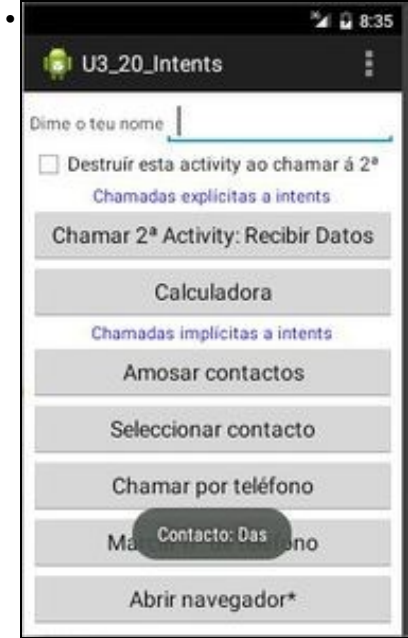 8:35
U3_20_Intents
Dime o teu nome
Destruír esta activity ao chamar á 2ª
Chamadas explícitas a intents
Chamar 2ª Activity: Recibir Datos
Calculadora
Chamadas implícitas a intents
Amosar contactos
Seleccionar contacto
Chamar por teléfono
Contacto: Das
Abrir navegador*